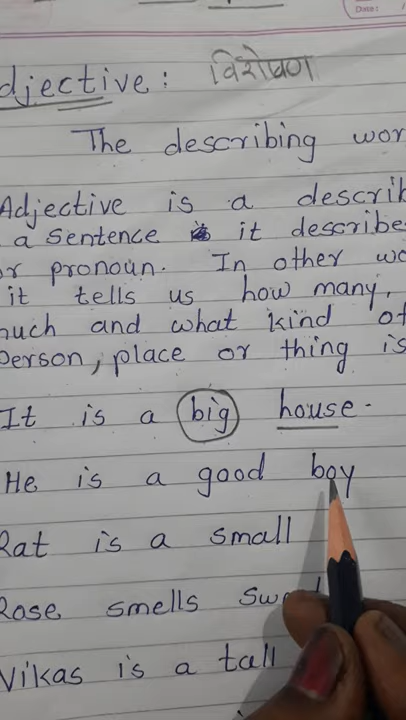 Date:
djective: विशेषण
The describing wor
Adjective is a describ
a sentence it describe
or pronoun. In other wo
it tells us how many,
much and what kind of
person, place or thing is
It is a big house.
He is a good boy
Rat is a small
Rose smells
Vikas is a tall